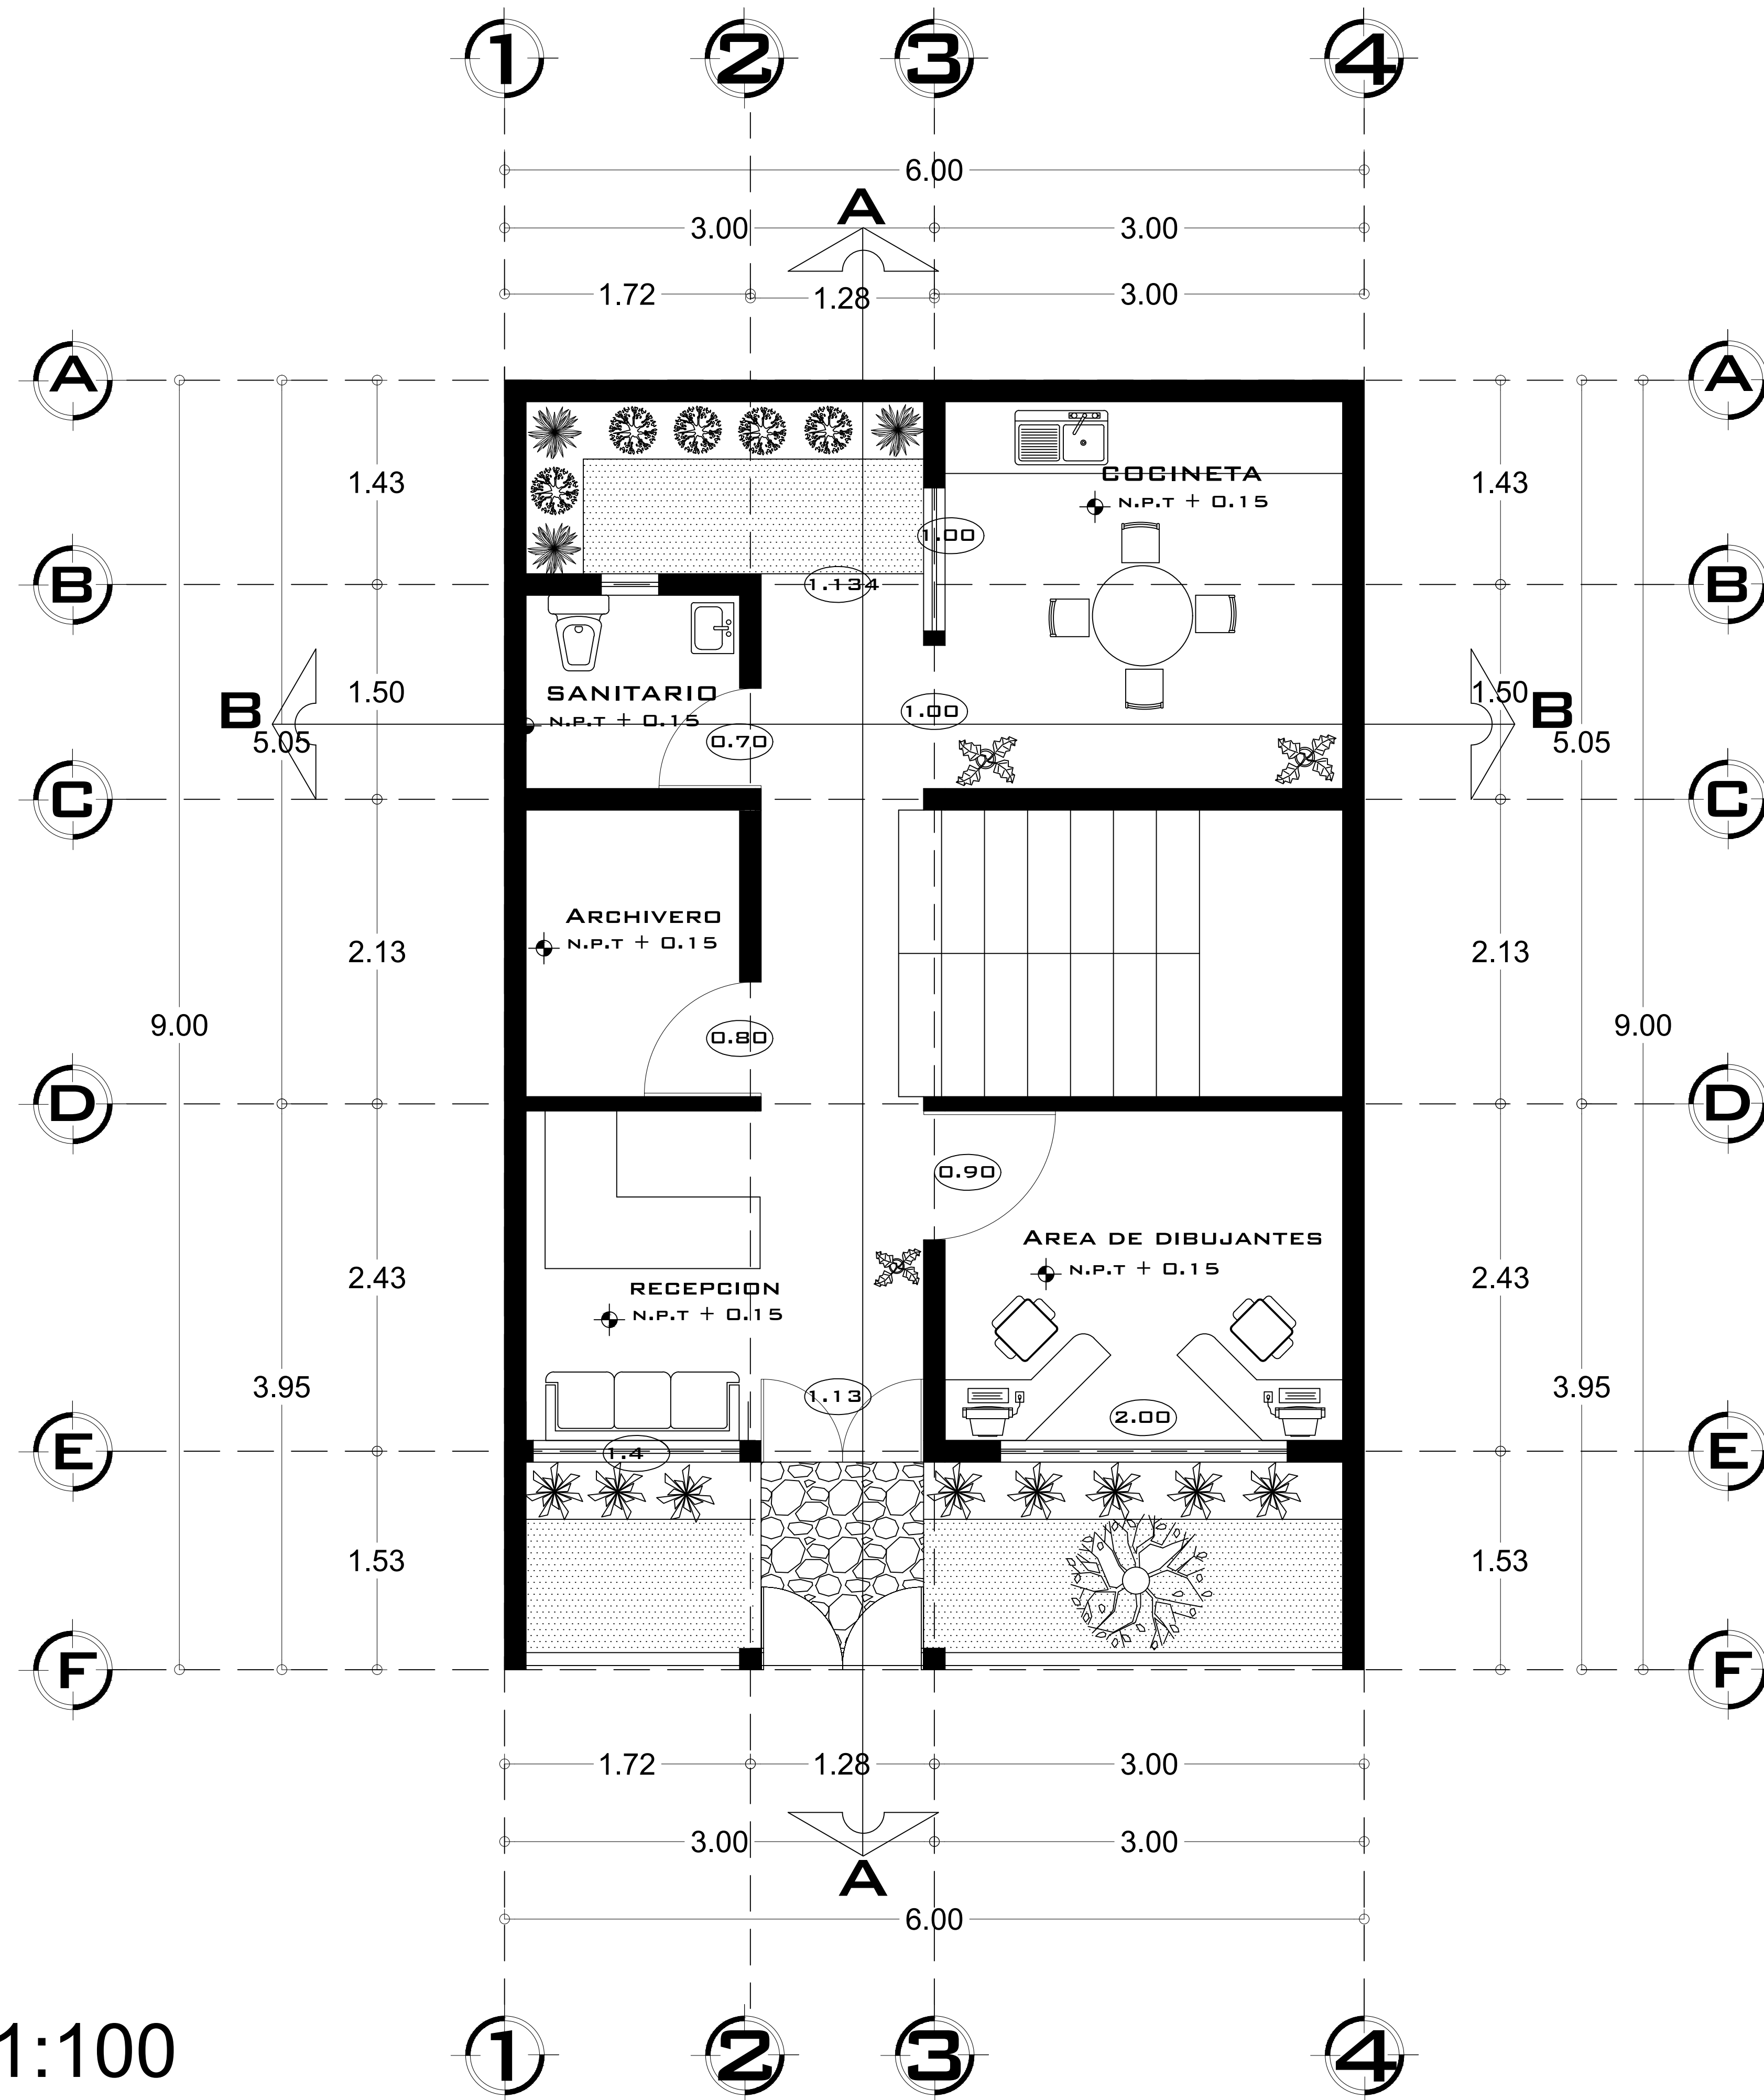 1 2 3 4
6.00
A
3.00 3.00
1.72 1.28 3.00
A A
1.43 COCINETA 1.43
N.P.T + 0.15
1.00
B 1.134 B
1.50 SANITARIO 1.50
B N.P.T + 0.15 1.00 B
5.05 0.70 5.05
C C
ARCHIVERO
2.13 N.P.T + 0.15 2.13
9.00 0.80 9.00
D D
0.90
2.43 AREA DE DIBUJANTES 2.43
N.P.T + 0.15
RECEPCION
N.P.T + 0.15
3.95 1.13 2.00 3.95
E 1.4 E
1.53 1.53
F F
1.72 1.28 3.00
3.00 3.00
A
6.00
1:100
1 2 3 4